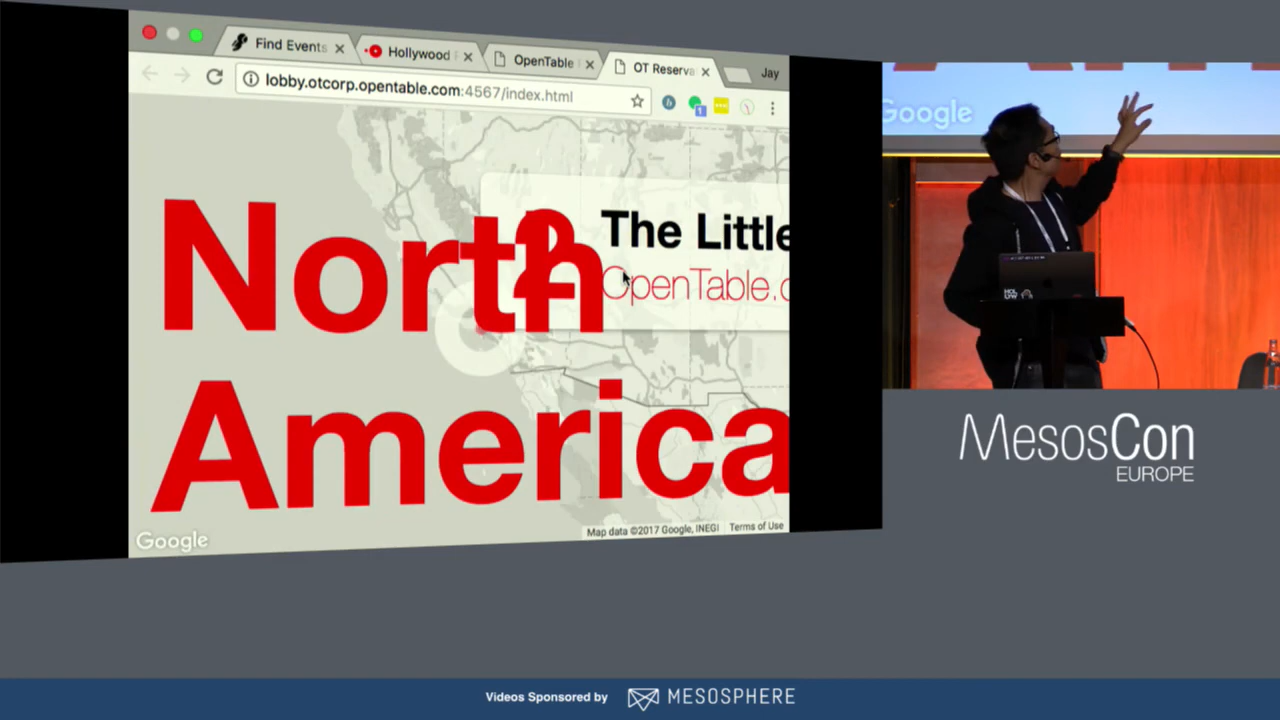 Find Events
Hollywood
OpenTable
OT Reserva
Jay
lobby.otcorp.opentable.com:4567/index.html
The Little
2
OpenTable.c
North
America
Google
Map data ©2017 Google, INEGI
Terms of Use
Google
MesosCon
EUROPE
Videos Sponsored by
MESOSPHERE